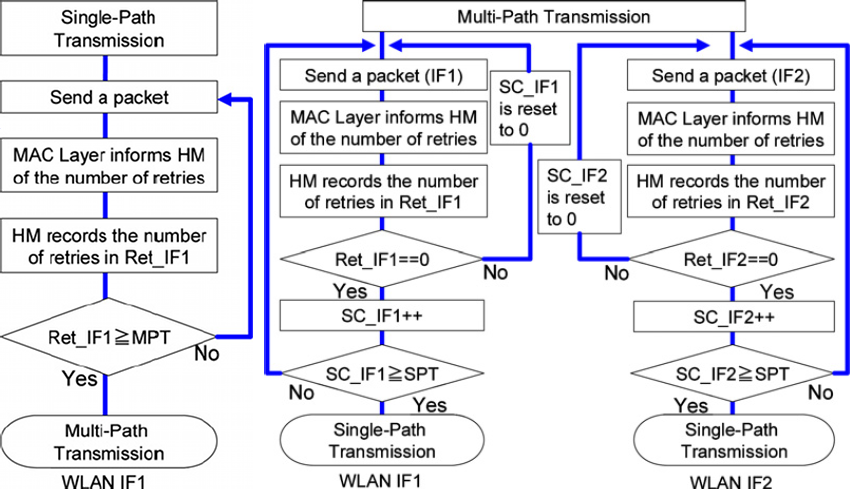 Single-Path
Transmission
Send a packet
MAC Layer informs HM
of the number of retries
HM records the number
of retries in Ret_IF1
Ret_IF1≧MPT
No
Yes
Multi-Path
Transmission
WLAN IF1
Multi-Path Transmission
Send a packet (IF1)
MAC Layer informs HM
of the number of retries
HM records the number
of retries in Ret_IF1
Ret_IF1==0
No
Yes
SC_IF1
is reset
to 0
SC_IF1++
SC_IF1≧SPT
No
Yes
Single-Path
Transmission
WLAN IF1
Send a packet (IF2)
MAC Layer informs HM
of the number of retries
HM records the number
of retries in Ret_IF2
SC_IF2
is reset
to 0
Ret_IF2==0
No
Yes
SC_IF2++
SC_IF2≧SPT
No
Yes
Single-Path
Transmission
WLAN IF2